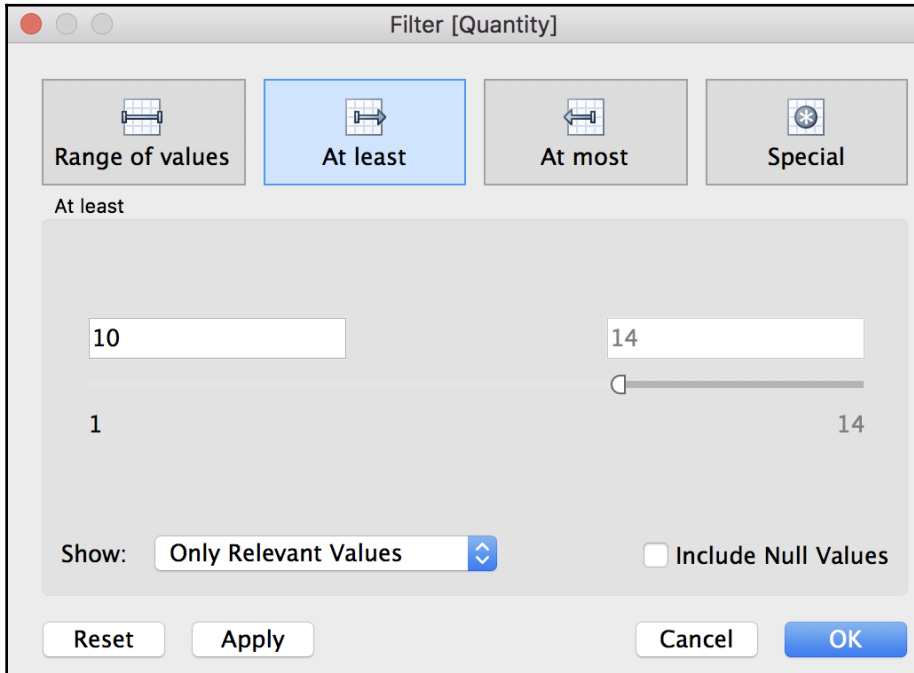 Filter [Quantity]
Range of values
At least
At most
Special
At least
10
14
1
14
Show:
Only Relevant Values
Include Null Values
Reset
Apply
Cancel
OK